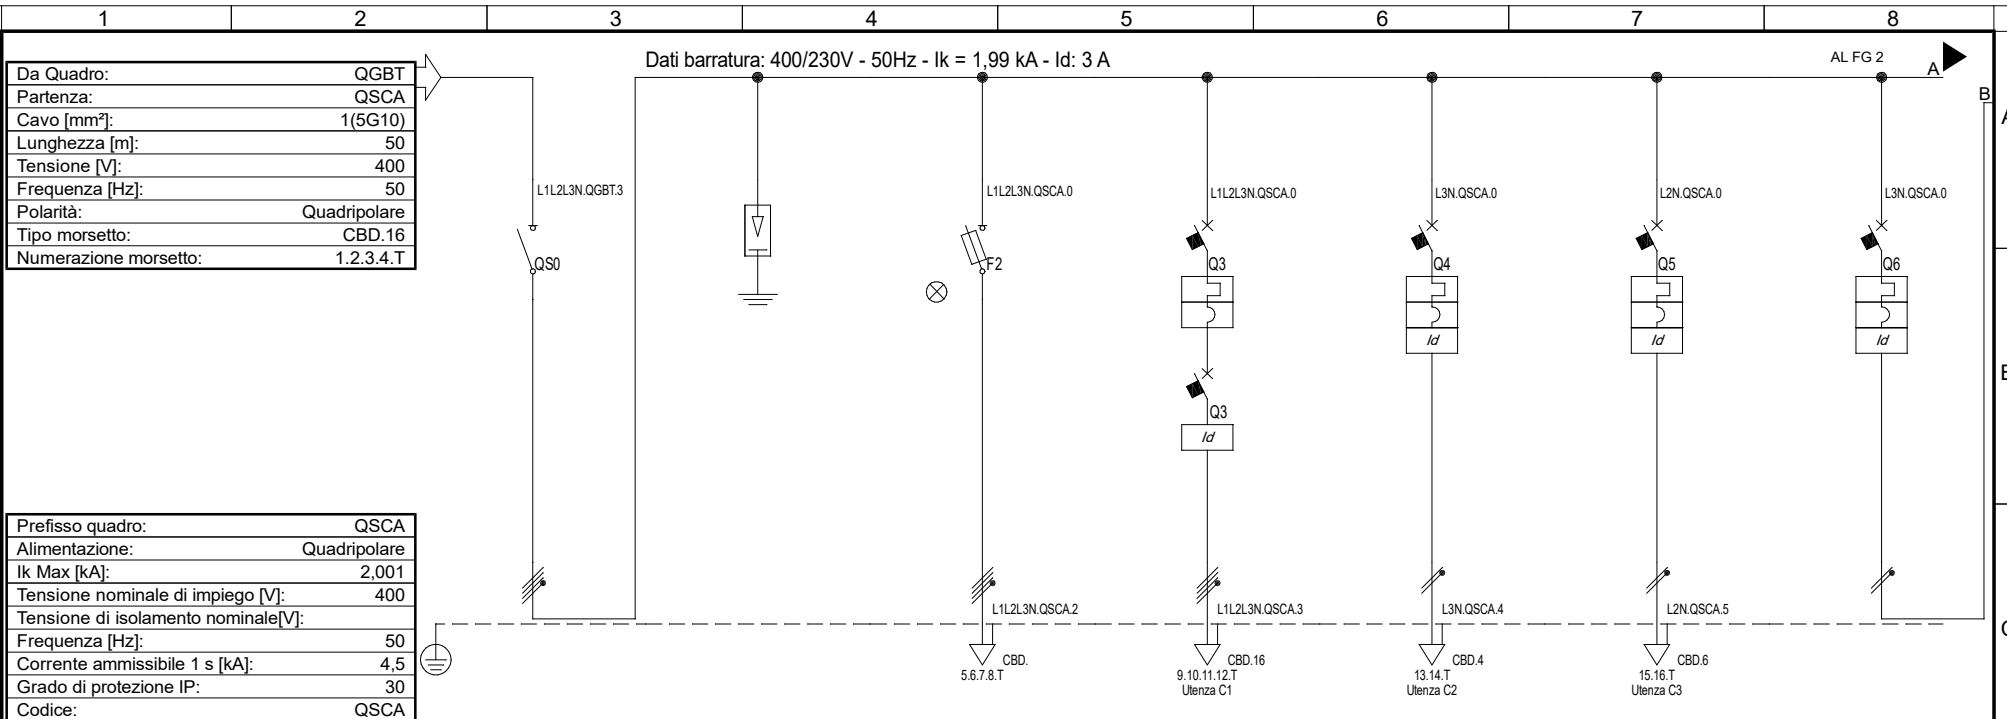 1 2 3 4 5 6 7 8
Dati barratura: 400/230V - 50Hz - Ik = 1,99 kA - Id: 3 A
AL FG 2
A
B
A
Da Quadro: QGBT
Partenza: QSCA
Cavo [mm²]: 1(5G10)
Lunghezza [m]: 50
Tensione [V]: 400
Frequenza [Hz]: 50
Polarità: Quadripolare
Tipo morsetto: CBD.16
Numerazione morsetto: 1.2.3.4.T
L1L2L3N.QGBT.3 L1L2L3N.QSCA.0 L1L2L3N.QSCA.0 L3N.QSCA.0 L2N.QSCA.0 L3N.QSCA.0
QS0 F2 Q3 Q4 Q5 Q6
Id Id Id
B
Q3
Id
Prefisso quadro: QSCA
Alimentazione: Quadripolare
Ik Max [kA]: 2,001
Tensione nominale di impiego [V]: 400
Tensione di isolamento nominale[V]:
Frequenza [Hz]: 50
Corrente ammissibile 1 s [kA]: 4,5
Grado di protezione IP: 30
Codice: QSCA
L1L2L3N.QSCA.2 L1L2L3N.QSCA.3 L3N.QSCA.4 L2N.QSCA.5
C
CBD. CBD.16 CBD.4 CBD.6
5.6.7.8.T 9.10.11.12.T 13.14.T 15.16.T
Utenza C1 Utenza C2 Utenza C3